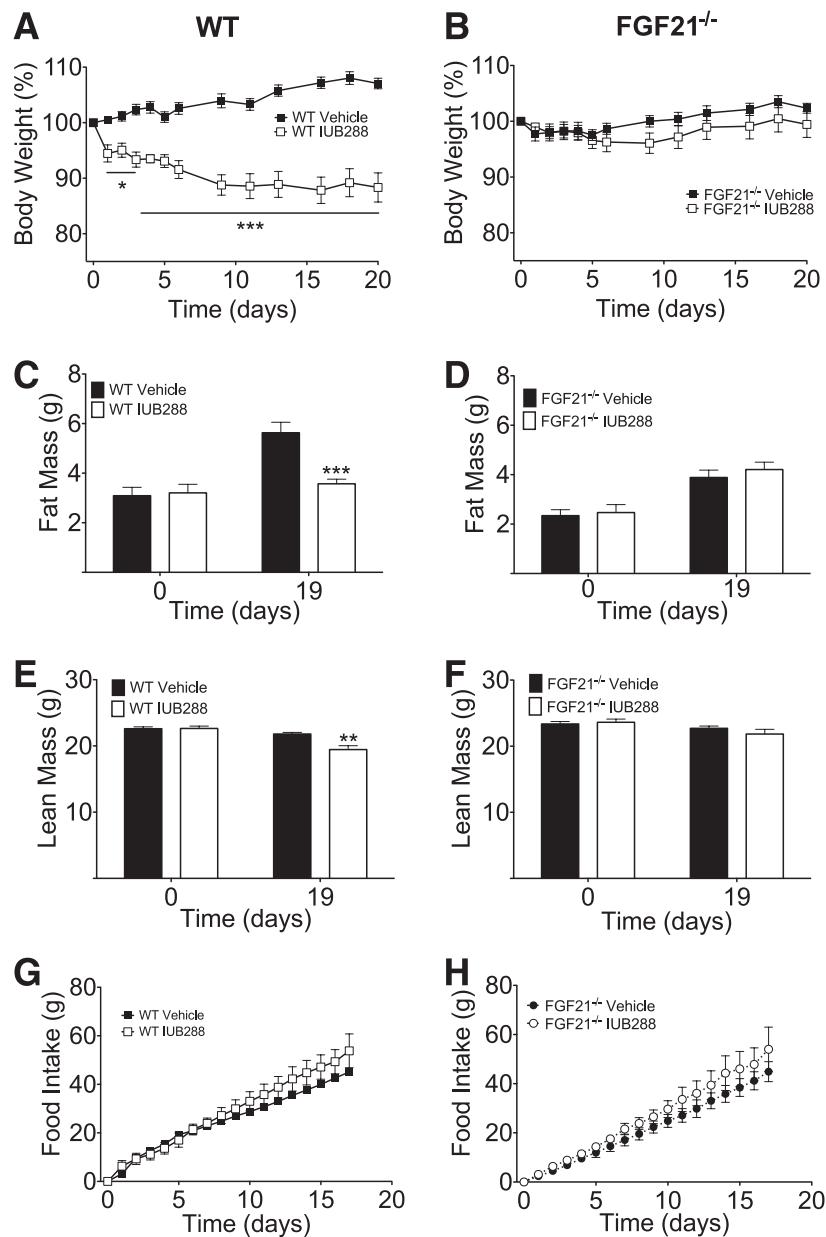 A WT
Body Weight (%)
110
100
90
80
WT Vehicle
WT IUB288
*
***
0 5 10 15 20
Time (days)
B FGF21-/-
Body Weight (%)
110
100
90
80
FGF21-/- Vehicle
FGF21-/- IUB288
0 5 10 15 20
Time (days)
C
Fat Mass (g)
8
6
4
2
WT Vehicle
WT IUB288
***
0 19
Time (days)
D
Fat Mass (g)
8
6
4
2
FGF21-/- Vehicle
FGF21-/- IUB288
0 19
Time (days)
E
Lean Mass (g)
30
20
10
WT Vehicle
WT IUB288
**
0 19
Time (days)
F
Lean Mass (g)
30
20
10
FGF21-/- Vehicle
FGF21-/- IUB288
0 19
Time (days)
G
Food Intake (g)
80
60
40
20
0
WT Vehicle
WT IUB288
0 5 10 15 20
Time (days)
H
Food Intake (g)
80
60
40
20
0
FGF21-/- Vehicle
FGF21-/- IUB288
0 5 10 15 20
Time (days)